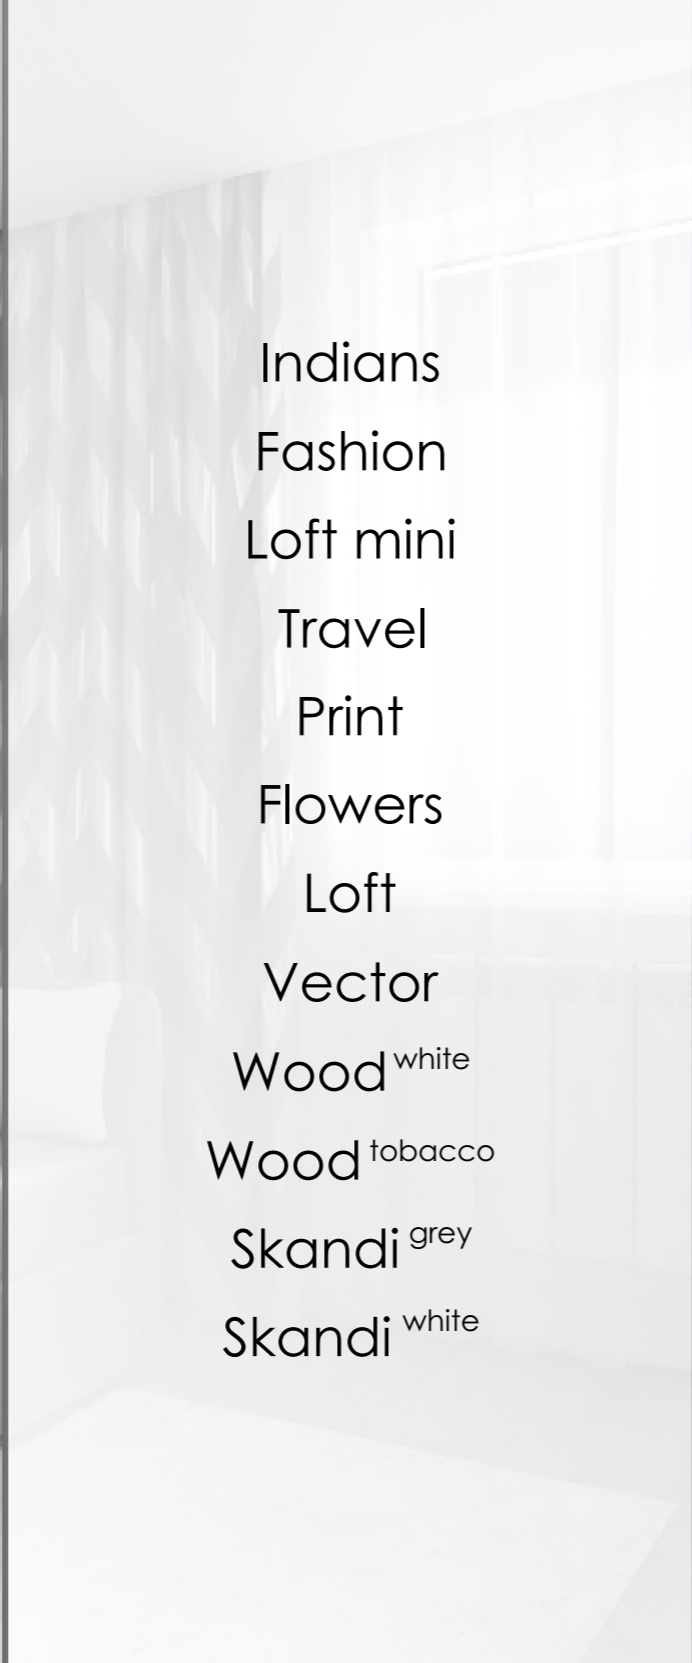 Indians
Fashion
Loft mini
Travel
Print
Flowers
Loft
Vector
Wood white
Wood tobacco
Skandi grey
Skandi white